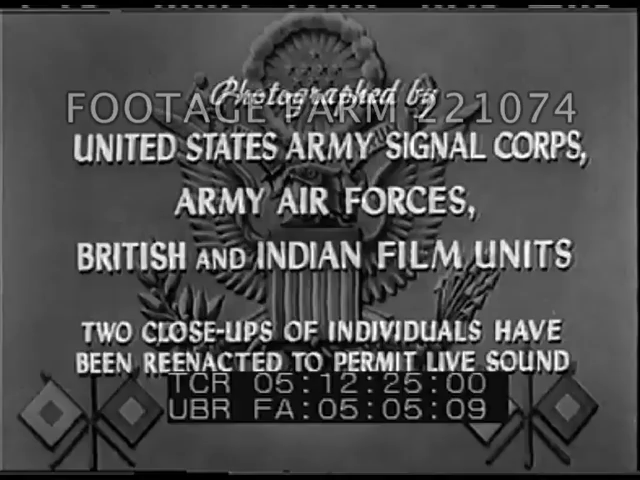 Photographed by
FOOTAGE FARM 221074
UNITED STATES ARMY SIGNAL CORPS,
ARMY AIR FORCES,
BRITISH AND INDIAN FILM UNITS
TWO CLOSE-UPS OF INDIVIDUALS HAVE
BEEN REENACTED TO PERMIT LIVE SOUND
TCR 05:12:25:00
UBR FA:05:05:09